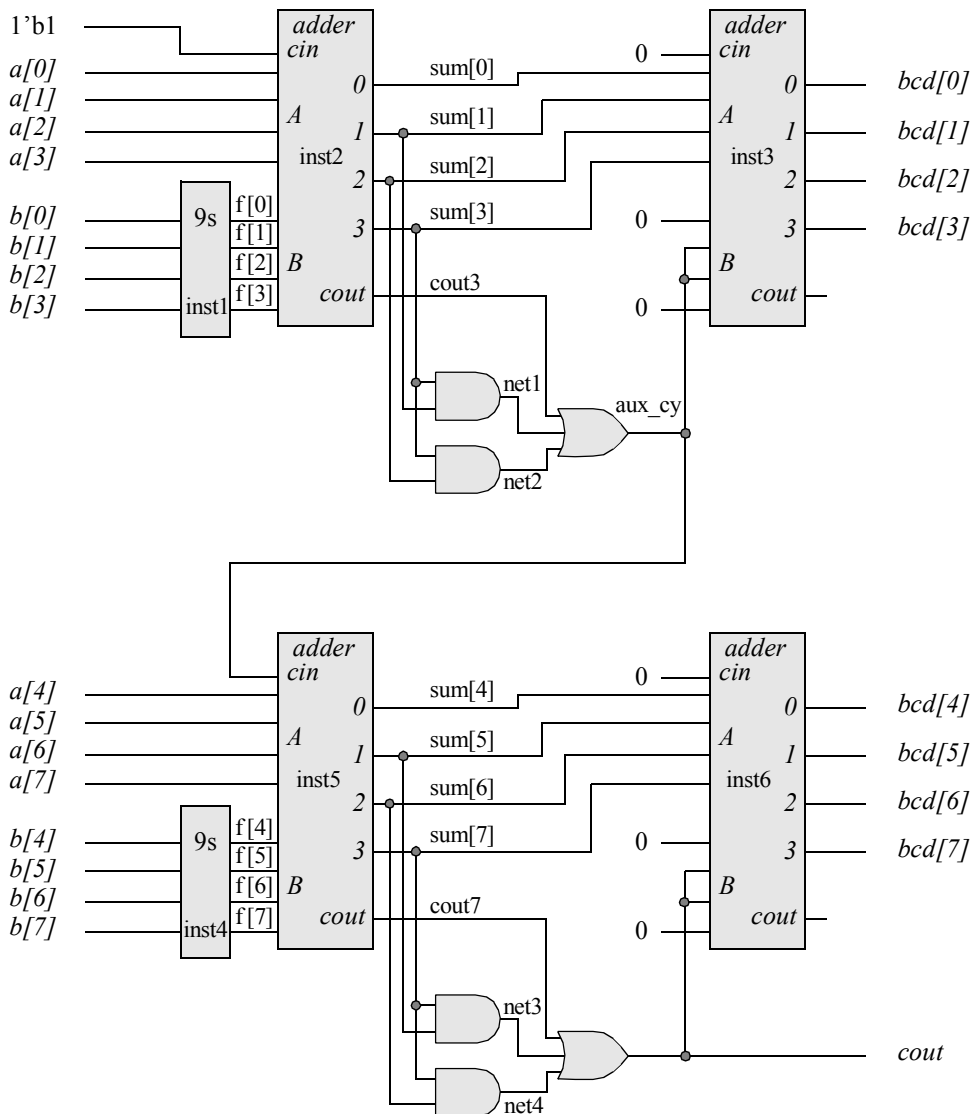 1’b1
a[0]
a[1]
a[2]
a[3]
b[0]
b[1]
b[2]
b[3]
9s
inst1
f[0]
f[1]
f[2]
f[3]
adder
cin
A
inst2
B
0
1
2
3
cout
sum[0]
sum[1]
sum[2]
sum[3]
cout3
net1
net2
aux_cy
0
0
0
adder
cin
A
inst3
B
0
1
2
3
cout
bcd[0]
bcd[1]
bcd[2]
bcd[3]
a[4]
a[5]
a[6]
a[7]
b[4]
b[5]
b[6]
b[7]
9s
inst4
f[4]
f[5]
f[6]
f[7]
adder
cin
A
inst5
B
0
1
2
3
cout
sum[4]
sum[5]
sum[6]
sum[7]
cout7
net3
net4
0
0
0
adder
cin
A
inst6
B
0
1
2
3
cout
bcd[4]
bcd[5]
bcd[6]
bcd[7]
cout